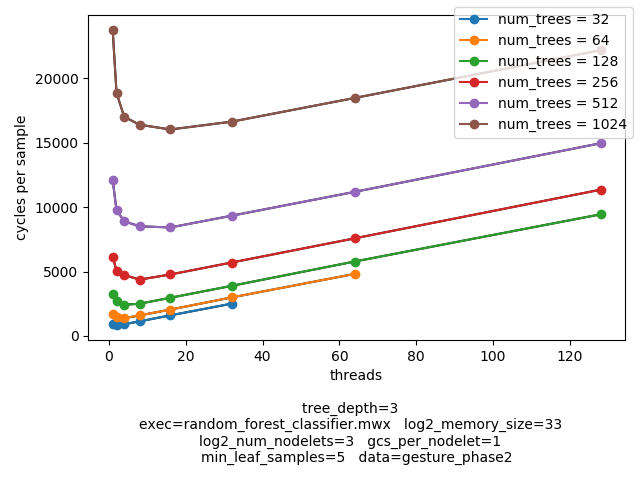 num_trees = 32
num_trees = 64
num_trees = 128
num_trees = 256
num_trees = 512
num_trees = 1024
20000
15000
10000
5000
0
cycles per sample
0 20 40 60 80 100 120
threads
tree_depth=3
exec=random_forest_classifier.mwx log2_memory_size=33
log2_num_nodelets=3 gcs_per_nodelet=1
min_leaf_samples=5 data=gesture_phase2